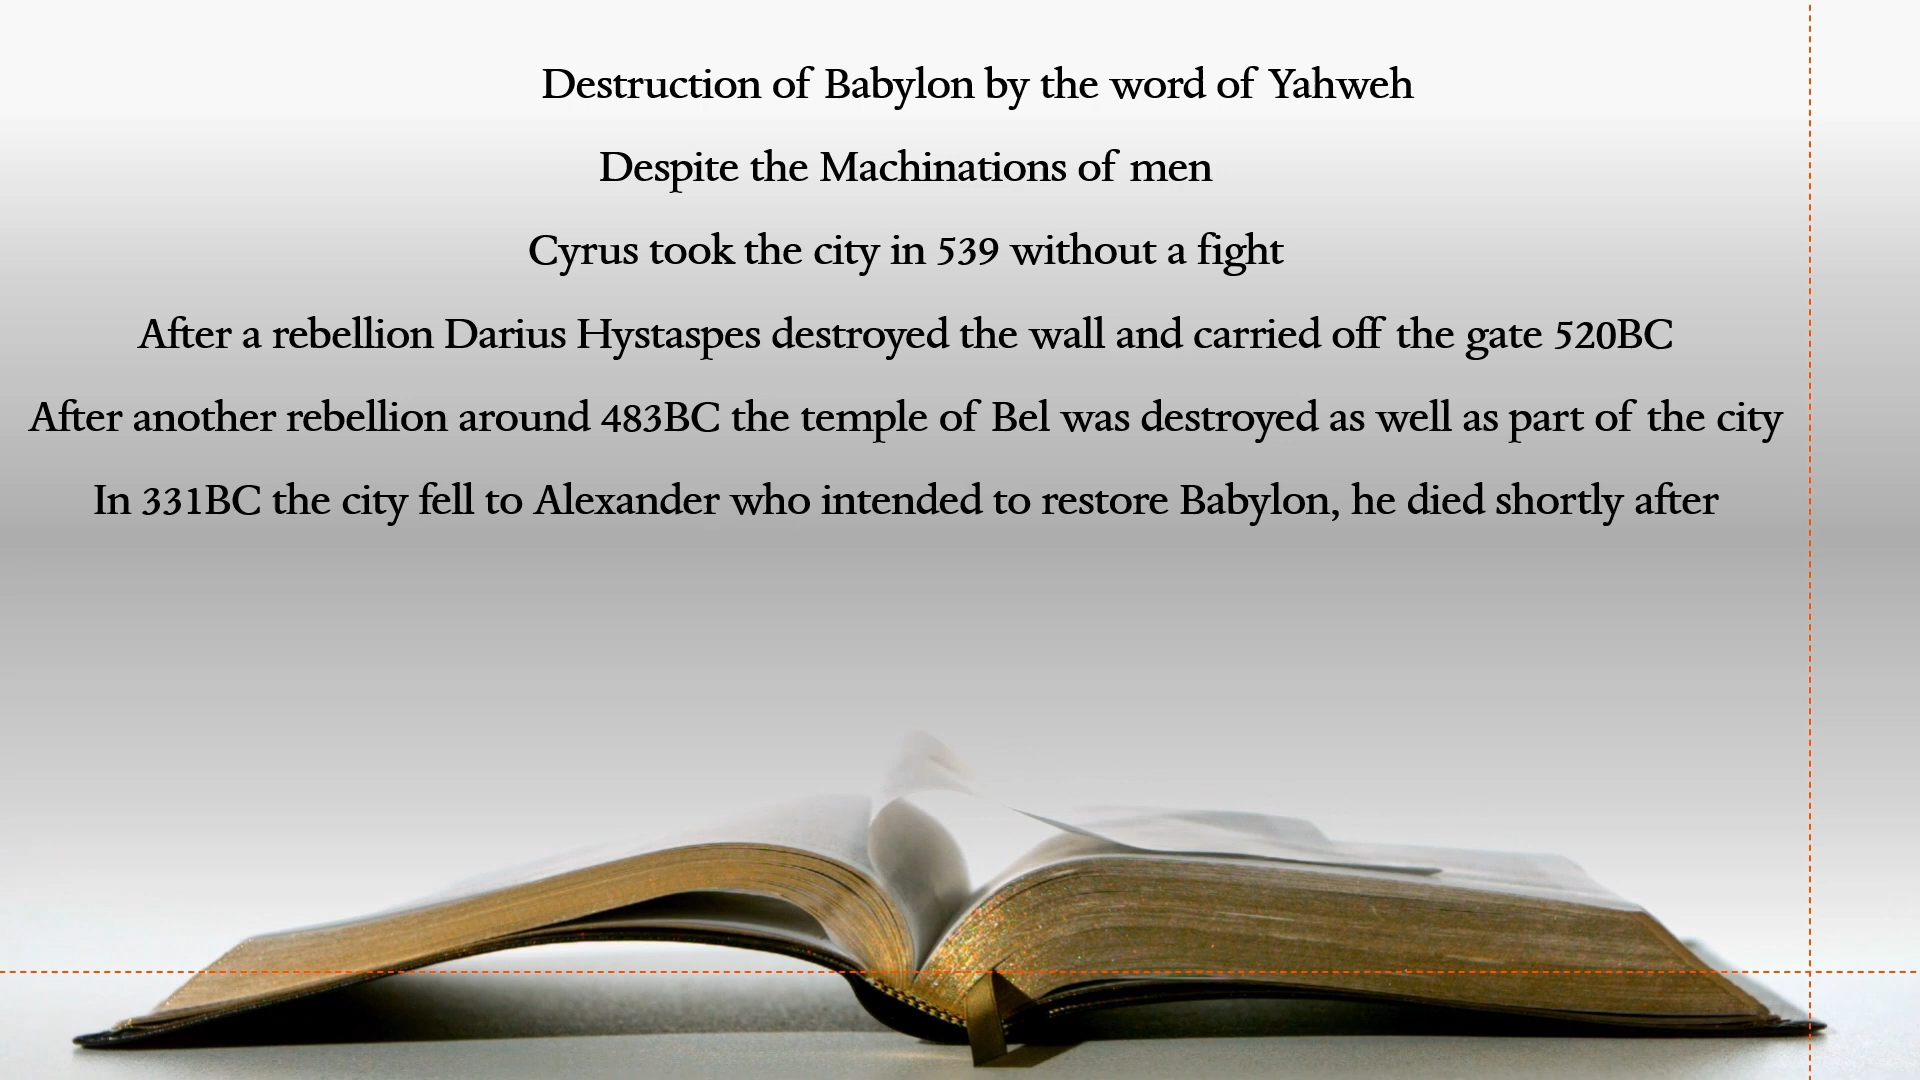 Destruction of Babylon by the word of Yahweh
Despite the Machinations of men
Cyrus took the city in 539 without a fight
After a rebellion Darius Hystaspes destroyed the wall and carried off the gate 520BC
After another rebellion around 483BC the temple of Bel was destroyed as well as part of the city
In 331BC the city fell to Alexander who intended to restore Babylon, he died shortly after